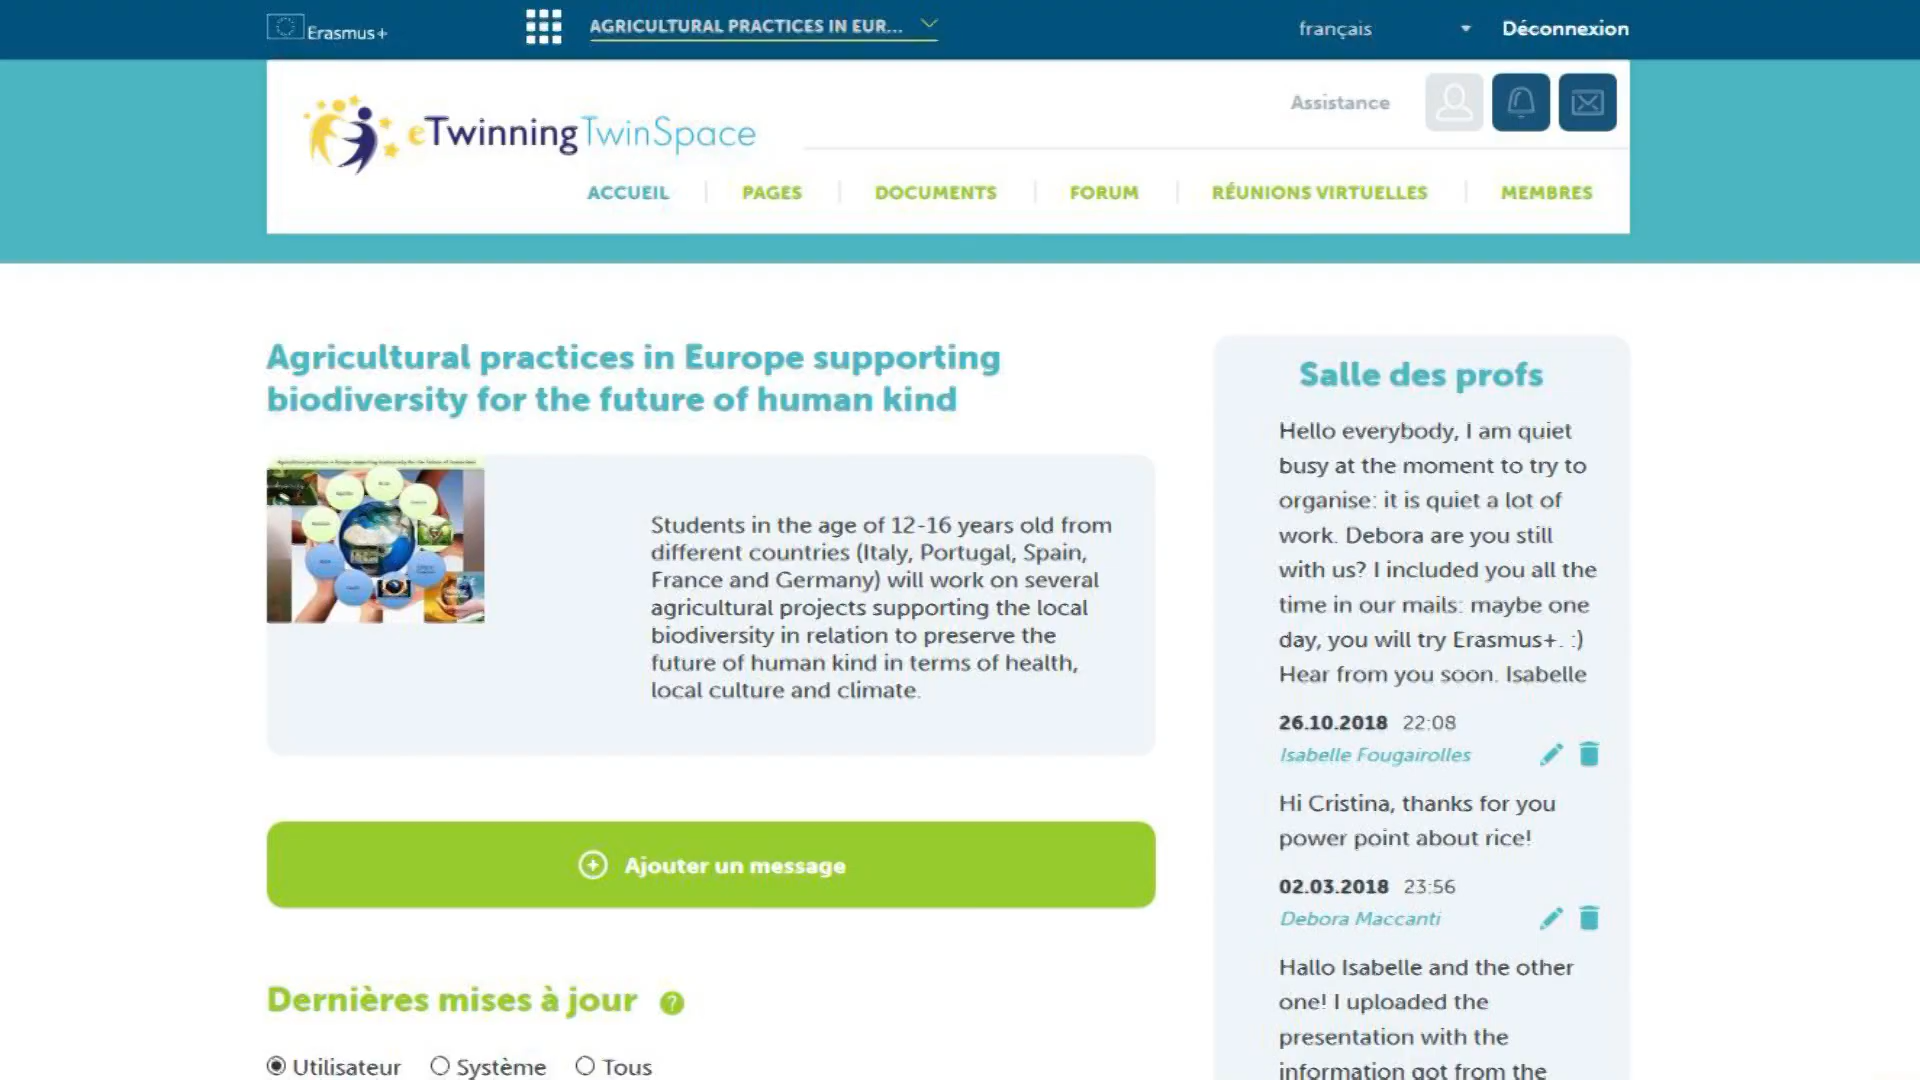 Erasmus+
AGRICULTURAL PRACTICES IN EUR...
français
Déconnexion
eTwinning TwinSpace
Assistance
ACCUEIL
PAGES
DOCUMENTS
FORUM
RÉUNIONS VIRTUELLES
MEMBRES
Agricultural practices in Europe supporting
biodiversity for the future of human kind
Students in the age of 12-16 years old from
different countries (Italy, Portugal, Spain,
France and Germany) will work on several
agricultural projects supporting the local
biodiversity in relation to preserve the
future of human kind in terms of health,
local culture and climate.
Ajouter un message
Dernières mises à jour ?
Utilisateur
Système
Tous
Salle des profs
Hello everybody, I am quiet
busy at the moment to try to
organise: it is quiet a lot of
work. Debora are you still
with us? I included you all the
time in our mails: maybe one
day, you will try Erasmus+. :)
Hear from you soon. Isabelle
26.10.2018 22:08
Isabelle Fougairolles
Hi Cristina, thanks for you
power point about rice!
02.03.2018 23:56
Debora Maccanti
Hallo Isabelle and the other
one! I uploaded the
presentation with the
information got from the